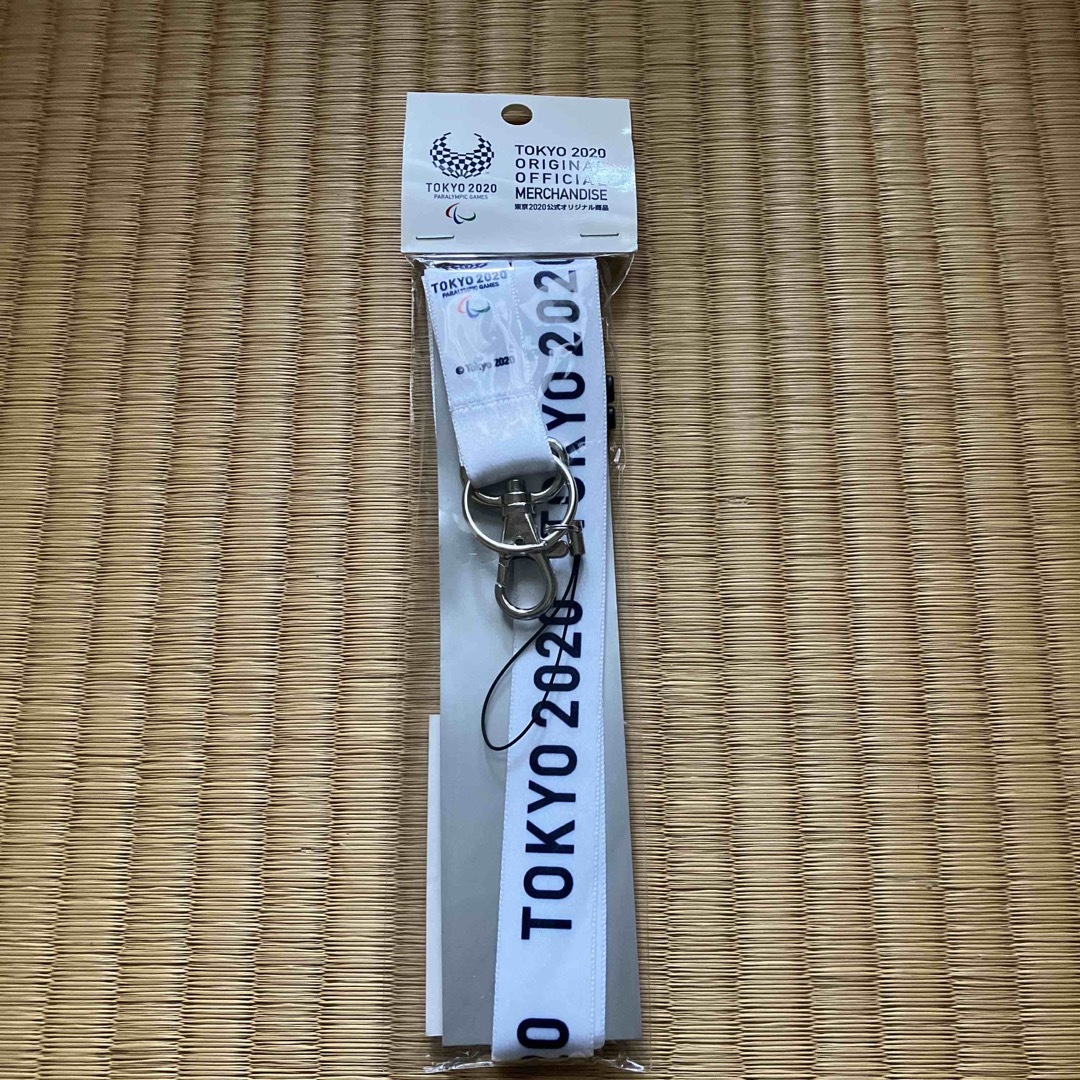 TOKYO 2020
PARALYMPIC GAMES
TOKYO 2020
ORIGINAL
OFFICIAL
MERCHANDISE
東京2020公式オリジナル商品
TOKYO 2020
PARALYMPIC GAMES
© Tokyo 2020
TOKYO 2020
TOKYO 2020
20